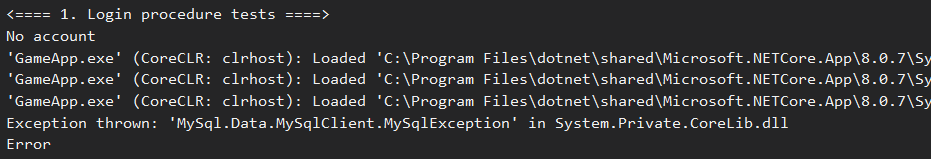 <==== 1. Login procedure tests ====>
No account
'GameApp.exe' (CoreCLR: clrhost): Loaded 'C:\Program Files\dotnet\shared\Microsoft.NETCore.App\8.0.7\Sy
'GameApp.exe' (CoreCLR: clrhost): Loaded 'C:\Program Files\dotnet\shared\Microsoft.NETCore.App\8.0.7\Sy
'GameApp.exe' (CoreCLR: clrhost): Loaded 'C:\Program Files\dotnet\shared\Microsoft.NETCore.App\8.0.7\Sy
Exception thrown: 'MySql.Data.MySqlClient.MySqlException' in System.Private.CoreLib.dll
Error